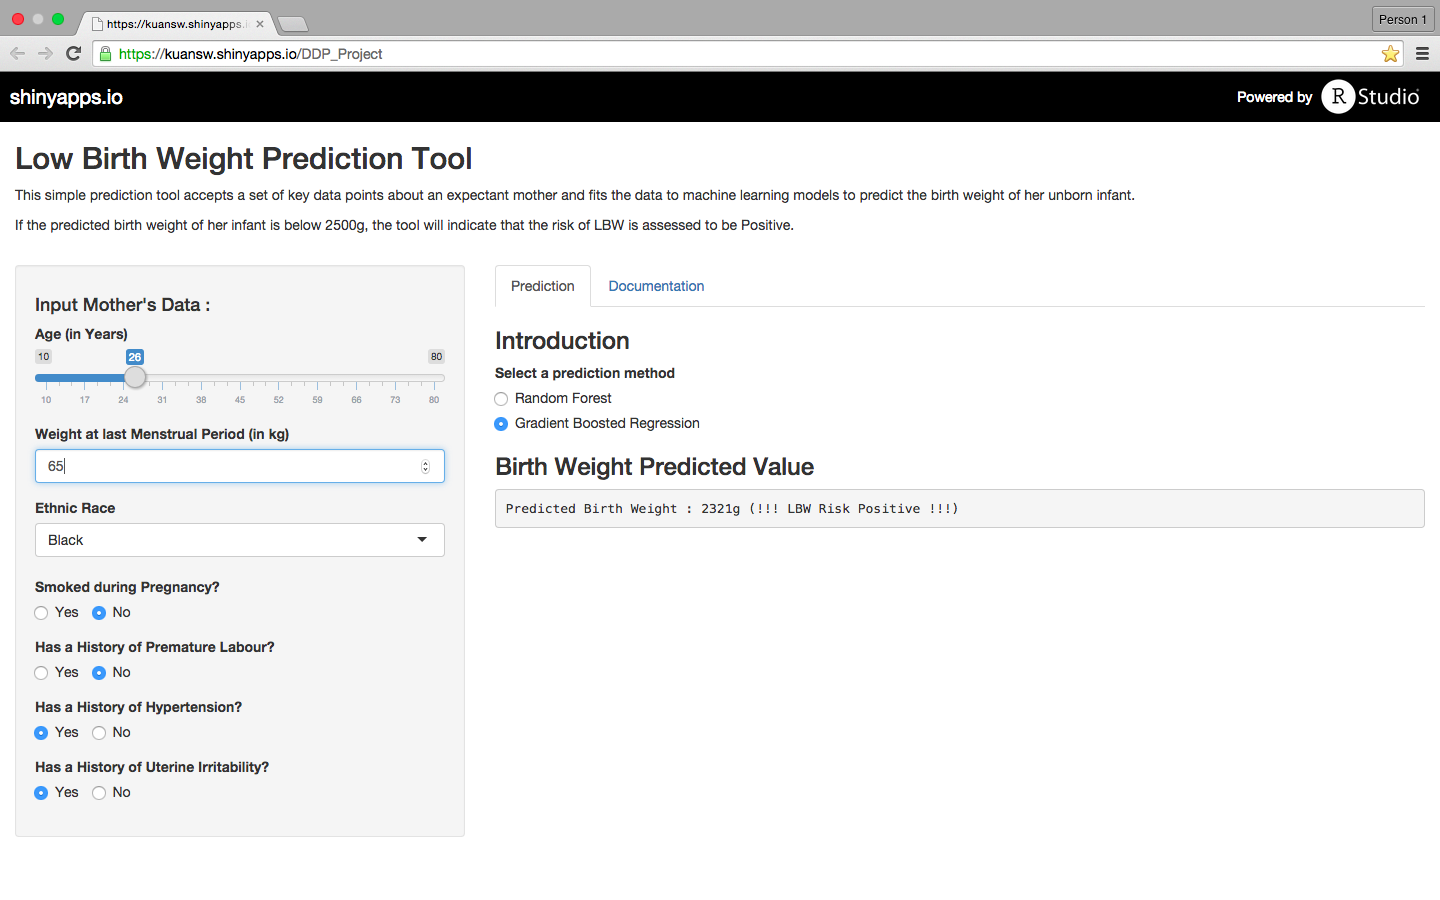 https://kuansw.shinyapps.i
Person 1
https://kuansw.shinyapps.io/DDP_Project
shinyapps.io
Powered by R Studio
Low Birth Weight Prediction Tool
This simple prediction tool accepts a set of key data points about an expectant mother and fits the data to machine learning models to predict the birth weight of her unborn infant.
If the predicted birth weight of her infant is below 2500g, the tool will indicate that the risk of LBW is assessed to be Positive.
Input Mother's Data :
Age (in Years)
10 26 80
10 17 24 31 38 45 52 59 66 73 80
Weight at last Menstrual Period (in kg)
65
Ethnic Race
Black
Smoked during Pregnancy?
Yes No
Has a History of Premature Labour?
Yes No
Has a History of Hypertension?
Yes No
Has a History of Uterine Irritability?
Yes No
Prediction Documentation
Introduction
Select a prediction method
Random Forest
Gradient Boosted Regression
Birth Weight Predicted Value
Predicted Birth Weight : 2321g (!!! LBW Risk Positive !!!)